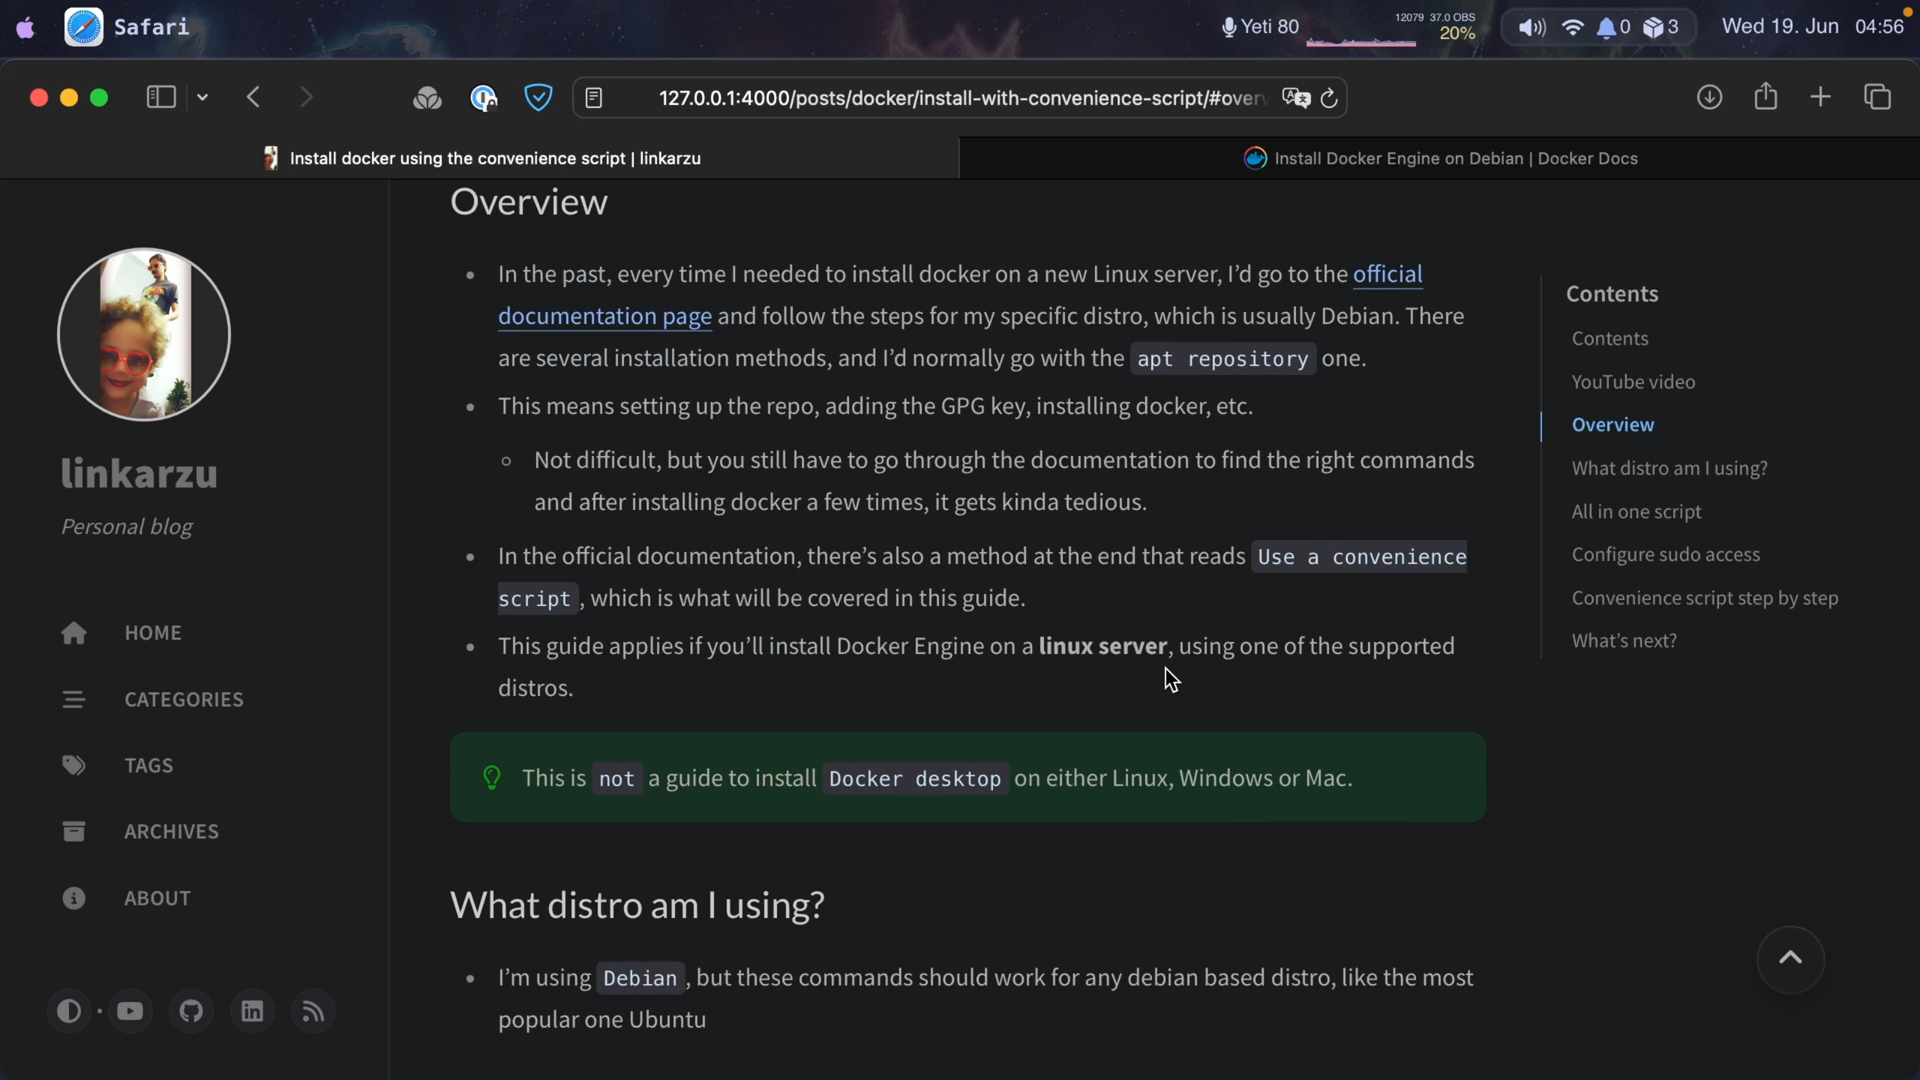 Safari
Yeti 80
12079 37.0 OBS
20%
0
3
Wed 19. Jun 04:56
127.0.0.1:4000/posts/docker/install-with-convenience-script/#over
Install docker using the convenience script | linkarzu
Install Docker Engine on Debian | Docker Docs
linkarzu
Personal blog
HOME
CATEGORIES
TAGS
ARCHIVES
ABOUT
Overview
In the past, every time I needed to install docker on a new Linux server, I’d go to the official
documentation page and follow the steps for my specific distro, which is usually Debian. There
are several installation methods, and I’d normally go with the apt repository one.
This means setting up the repo, adding the GPG key, installing docker, etc.
Not difficult, but you still have to go through the documentation to find the right commands
and after installing docker a few times, it gets kinda tedious.
In the official documentation, there’s also a method at the end that reads Use a convenience
script , which is what will be covered in this guide.
This guide applies if you’ll install Docker Engine on a linux server, using one of the supported
distros.
This is not a guide to install Docker desktop on either Linux, Windows or Mac.
What distro am I using?
I’m using Debian , but these commands should work for any debian based distro, like the most
popular one Ubuntu
Contents
Contents
YouTube video
Overview
What distro am I using?
All in one script
Configure sudo access
Convenience script step by step
What’s next?